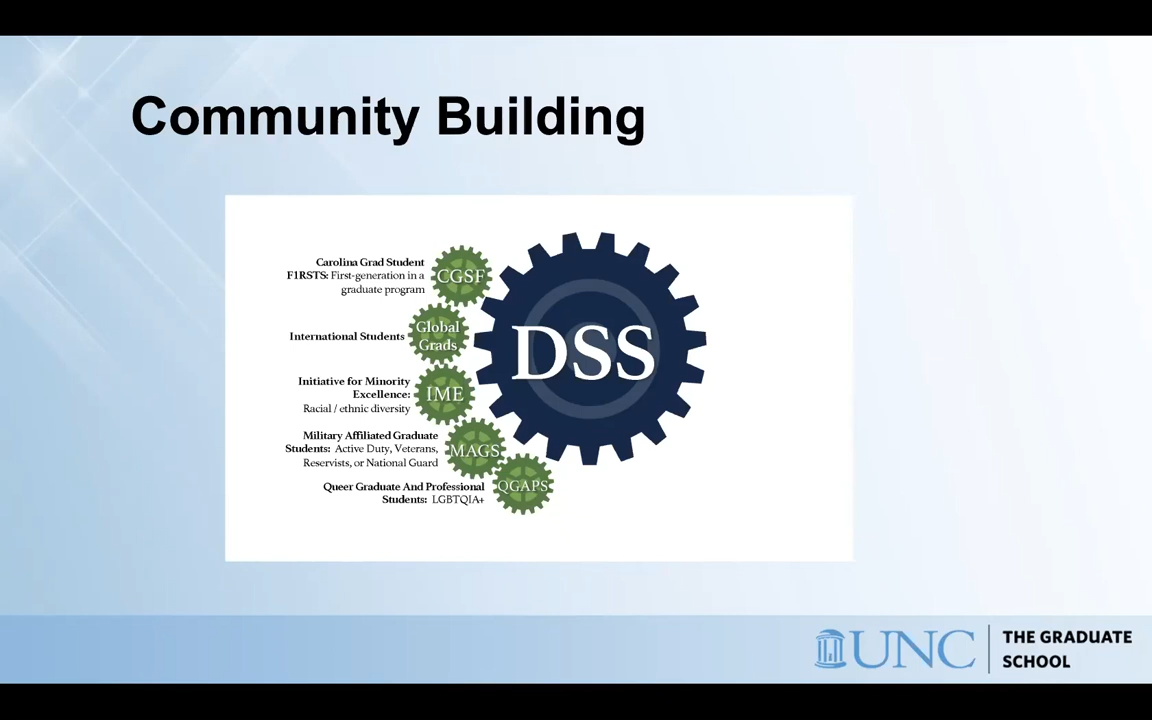 Community Building
Carolina Grad Student
F1RSTS: First-generation in a
graduate program
CGSF
International Students
Global
Grads
Initiative for Minority
Excellence:
Racial / ethnic diversity
IME
Military Affiliated Graduate
Students: Active Duty, Veterans,
Reservists, or National Guard
MAGS
Queer Graduate And Professional
Students: LGBTQIA+
QGAPS
DSS
UNC
THE GRADUATE
SCHOOL